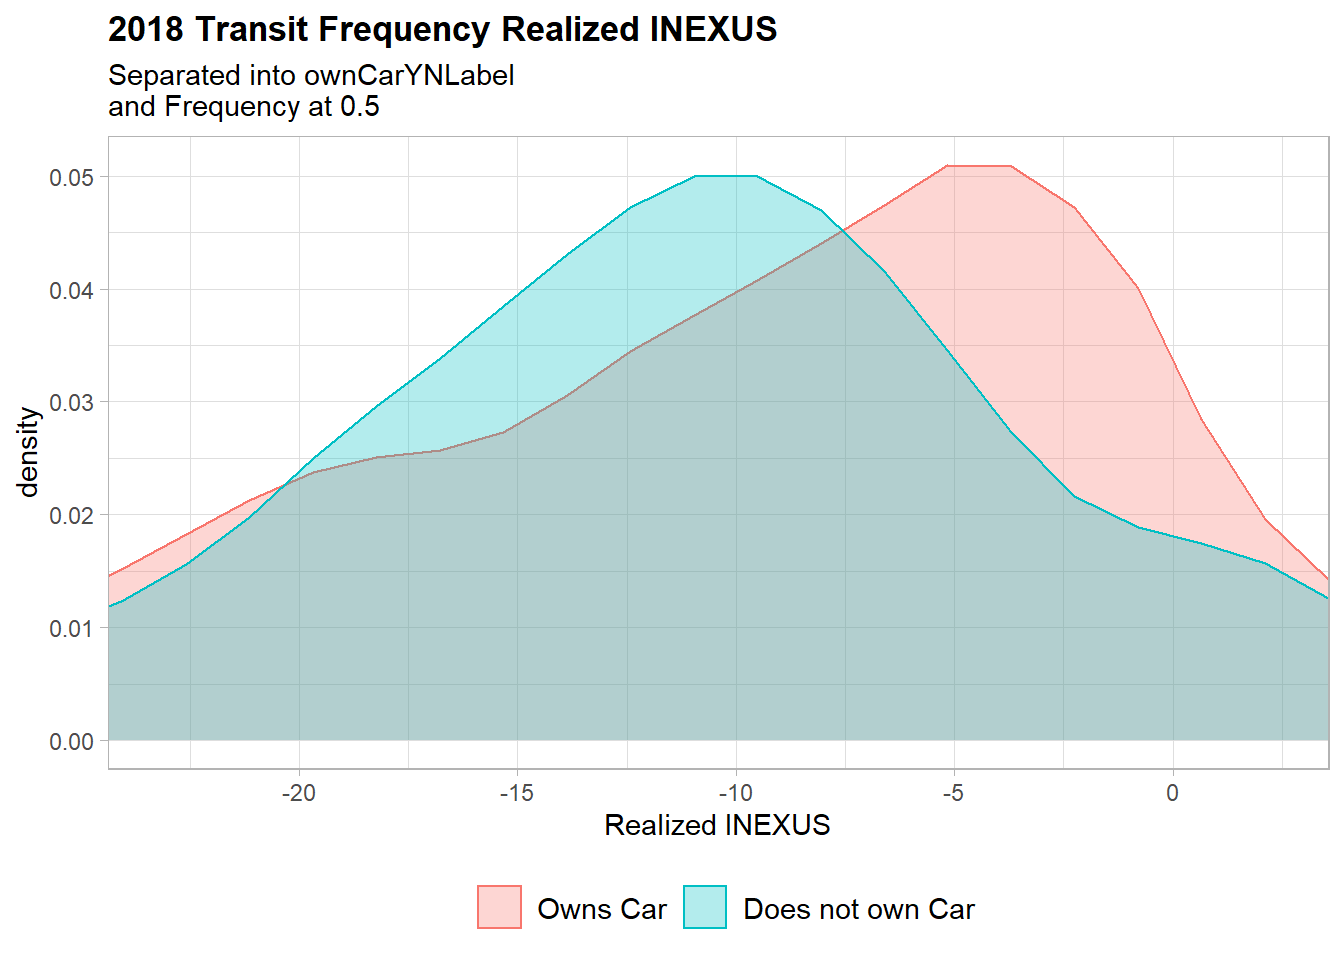 2018 Transit Frequency Realized INEXUS
Separated into ownCarYNLabel
and Frequency at 0.5
density
0.05
0.04
0.03
0.02
0.01
0.00
-20 -15 -10 -5 0
Realized INEXUS
Owns Car Does not own Car